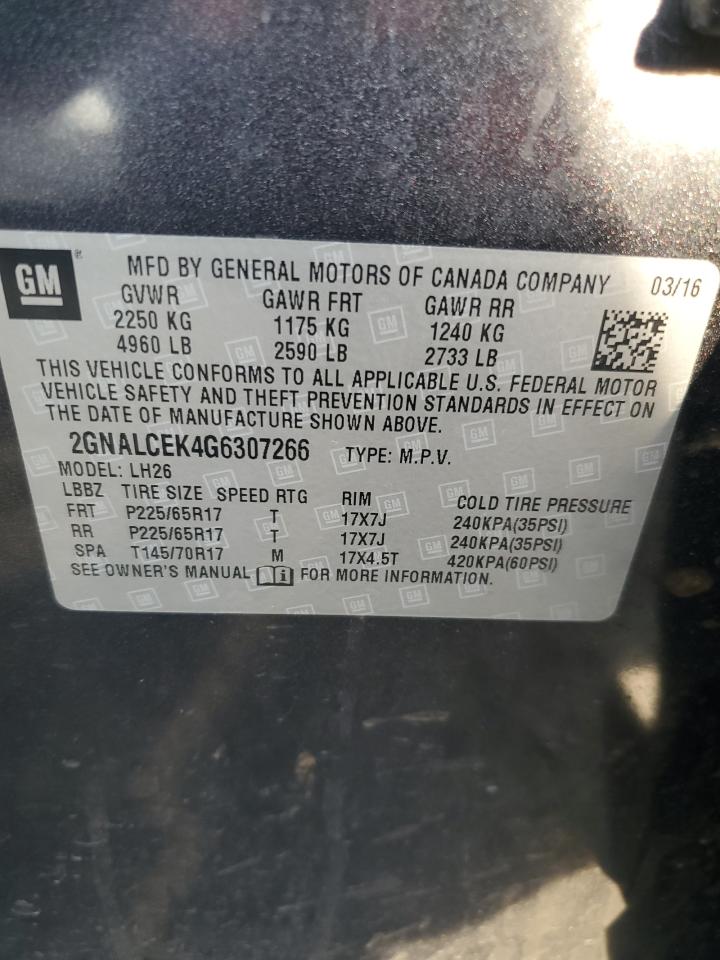 GM®
MFD BY GENERAL MOTORS OF CANADA COMPANY 03/16
GVWR GAWR FRT GAWR RR
2250 KG 1175 KG 1240 KG
4960 LB 2590 LB 2733 LB
THIS VEHICLE CONFORMS TO ALL APPLICABLE U.S. FEDERAL MOTOR
VEHICLE SAFETY AND THEFT PREVENTION STANDARDS IN EFFECT ON
THE DATE OF MANUFACTURE SHOWN ABOVE.
2GNALCEK4G6307266 TYPE: M.P.V.
MODEL: LH26
LBBZ TIRE SIZE SPEED RTG RIM COLD TIRE PRESSURE
FRT P225/65R17 T 17X7J 240KPA(35PSI)
RR P225/65R17 T 17X7J 240KPA(35PSI)
SPA T145/70R17 M 17X4.5T 420KPA(60PSI)
SEE OWNER'S MANUAL i FOR MORE INFORMATION.